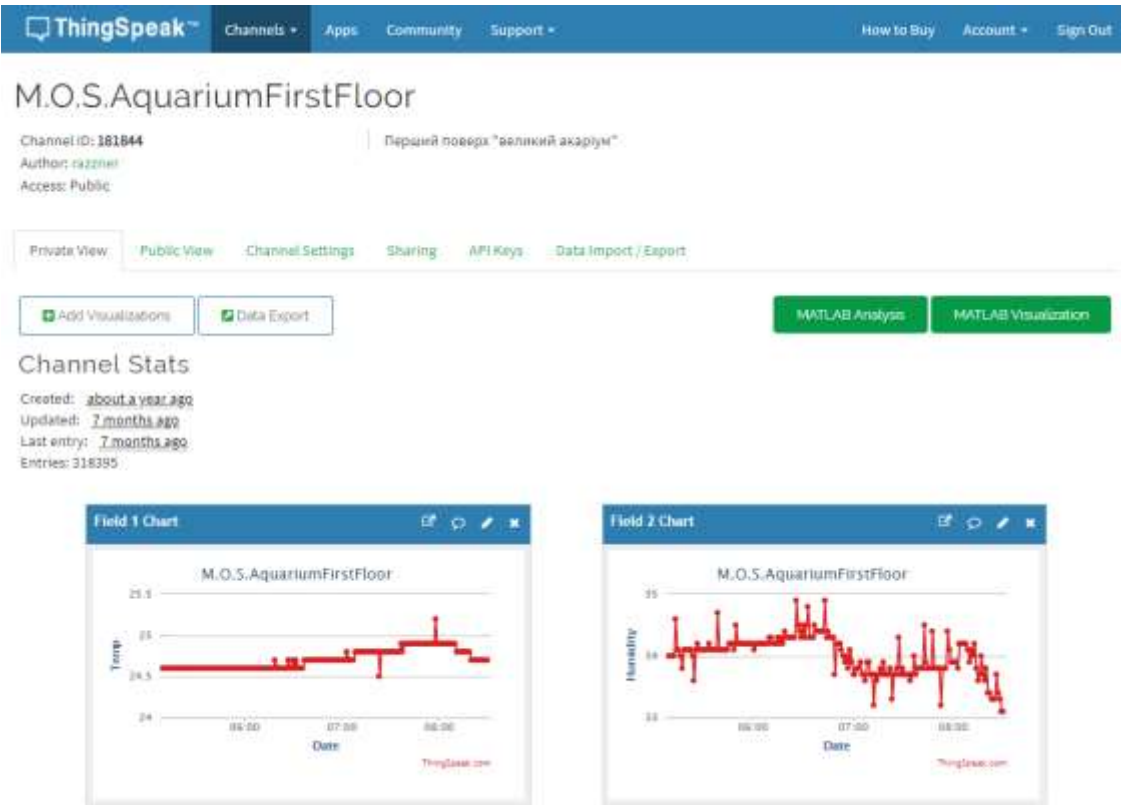 ThingSpeak™ Channels Apps Community Support How to Buy Account Sign Out
M.O.S.AquariumFirstFloor
Channel ID: 181844
Перший поверх "великий акаріум"
Author: razzner
Access: Public
Private View Public View Channel Settings Sharing API Keys Data Import / Export
Add Visualizations Data Export MATLAB Analysis MATLAB Visualization
Channel Stats
Created: about a year ago
Updated: 7 months ago
Last entry: 7 months ago
Entries: 318395
Field 1 Chart
M.O.S.AquariumFirstFloor
25.5
25
24.5
24
Temp
06:00 07:00 08:00
Date
ThingSpeak.com
Field 2 Chart
M.O.S.AquariumFirstFloor
35
34
33
Humidity
06:00 07:00 08:00
Date
ThingSpeak.com